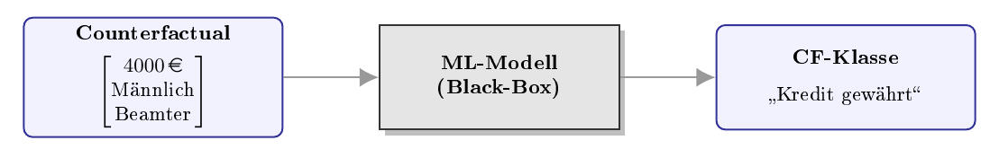 Counterfactual
4000 €
Männlich
Beamter
ML-Modell
(Black-Box)
CF-Klasse
„Kredit gewährt“